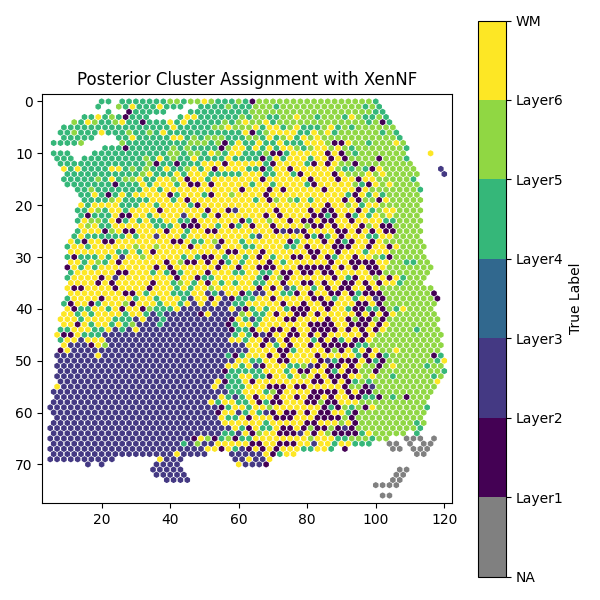 Posterior Cluster Assignment with XenNF
0
10
20
30
40
50
60
70
20
40
60
80
100
120
WM
Layer6
Layer5
Layer4
Layer3
Layer2
Layer1
NA
True Label